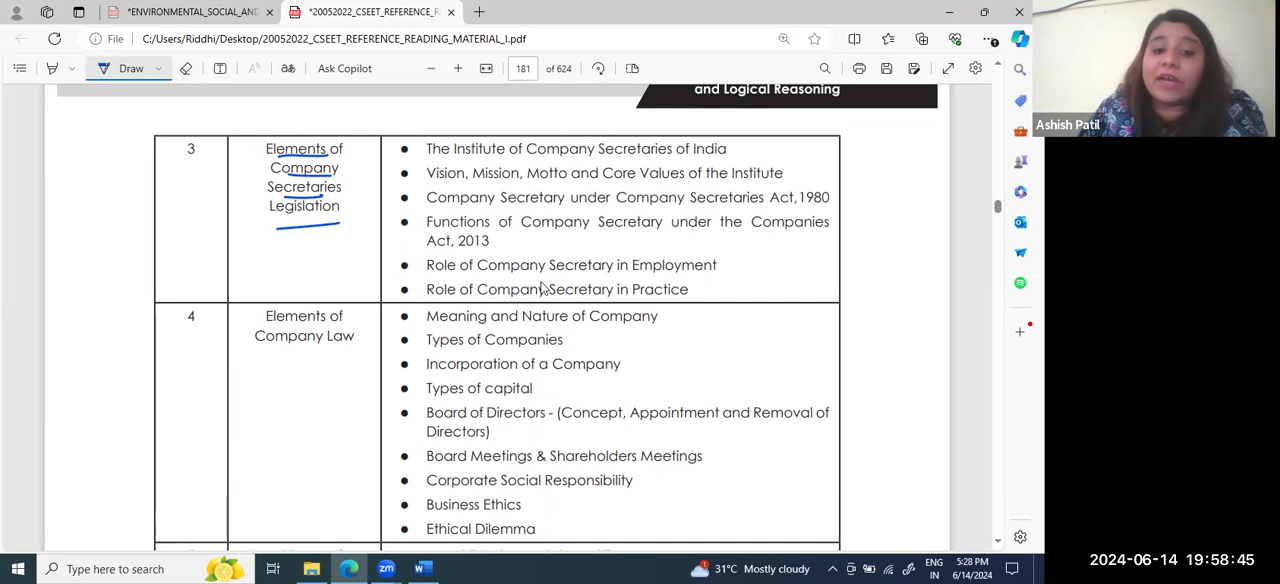 *ENVIRONMENTAL_SOCIAL_AND
*20052022_CSEET_REFERENCE_R
File C:/Users/Riddhi/Desktop/20052022_CSEET_REFERENCE_READING_MATERIAL_I.pdf
Draw
Ask Copilot
181 of 624
and Logical Reasoning
Ashish Patil
3
Elements of
Company
Secretaries
Legislation
The Institute of Company Secretaries of India
Vision, Mission, Motto and Core Values of the Institute
Company Secretary under Company Secretaries Act,1980
Functions of Company Secretary under the Companies
Act, 2013
Role of Company Secretary in Employment
Role of Company Secretary in Practice
4
Elements of
Company Law
Meaning and Nature of Company
Types of Companies
Incorporation of a Company
Types of capital
Board of Directors - (Concept, Appointment and Removal of
Directors)
Board Meetings & Shareholders Meetings
Corporate Social Responsibility
Business Ethics
Ethical Dilemma
Type here to search
31°C Mostly cloudy
ENG
IN
5:28 PM
6/14/2024
2024-06-14 19:58:45